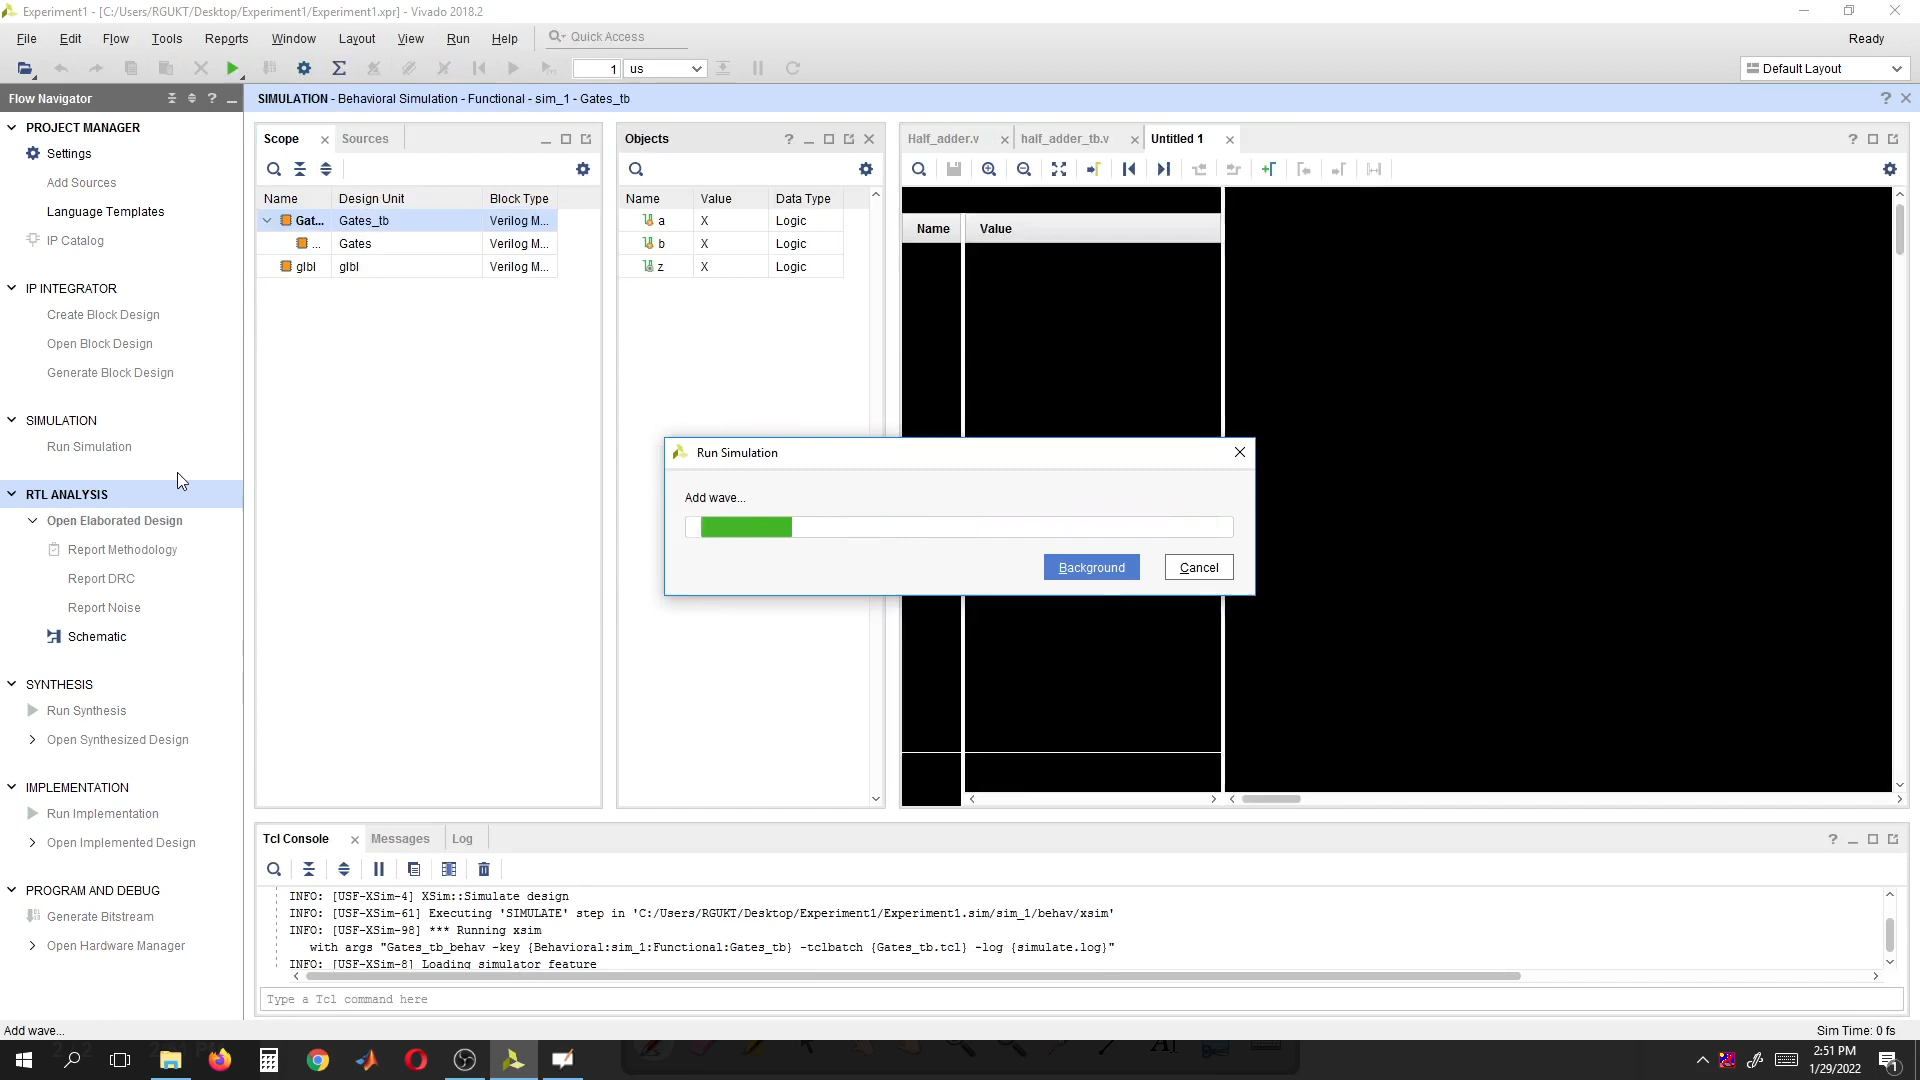 Experiment1 - [C:/Users/RGUKT/Desktop/Experiment1/Experiment1.xpr] - Vivado 2018.2
File Edit Flow Tools Reports Window Layout View Run Help Quick Access Ready
1 us Default Layout
Flow Navigator
SIMULATION - Behavioral Simulation - Functional - sim_1 - Gates_tb
PROJECT MANAGER
Settings
Add Sources
Language Templates
IP Catalog
IP INTEGRATOR
Create Block Design
Open Block Design
Generate Block Design
SIMULATION
Run Simulation
RTL ANALYSIS
Open Elaborated Design
Report Methodology
Report DRC
Report Noise
Schematic
SYNTHESIS
Run Synthesis
Open Synthesized Design
IMPLEMENTATION
Run Implementation
Open Implemented Design
PROGRAM AND DEBUG
Generate Bitstream
Open Hardware Manager
Scope Sources
Name Design Unit Block Type
Gat... Gates_tb Verilog M...
... Gates Verilog M...
glbl glbl Verilog M...
Objects
Name Value Data Type
a X Logic
b X Logic
z X Logic
Half_adder.v half_adder_tb.v Untitled 1
Name Value
Run Simulation
Add wave...
Background Cancel
Tcl Console Messages Log
INFO: [USF-XSim-4] XSim::Simulate design
INFO: [USF-XSim-61] Executing 'SIMULATE' step in 'C:/Users/RGUKT/Desktop/Experiment1/Experiment1.sim/sim_1/behav/xsim'
INFO: [USF-XSim-98] *** Running xsim
with args "Gates_tb_behav -key {Behavioral:sim_1:Functional:Gates_tb} -tclbatch {Gates_tb.tcl} -log {simulate.log}"
INFO: [USF-XSim-8] Loading simulator feature
Type a Tcl command here
Add wave... Sim Time: 0 fs
2:51 PM
1/29/2022
1